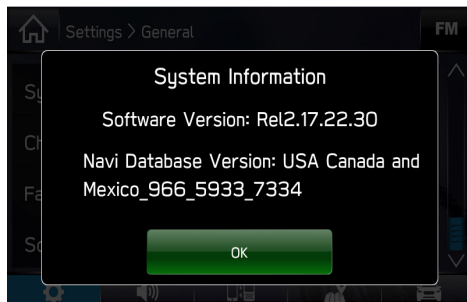 Settings > General
FM
System Information
Software Version: Rel2.17.22.30
Navi Database Version: USA Canada and
Mexico_966_5933_7334
OK